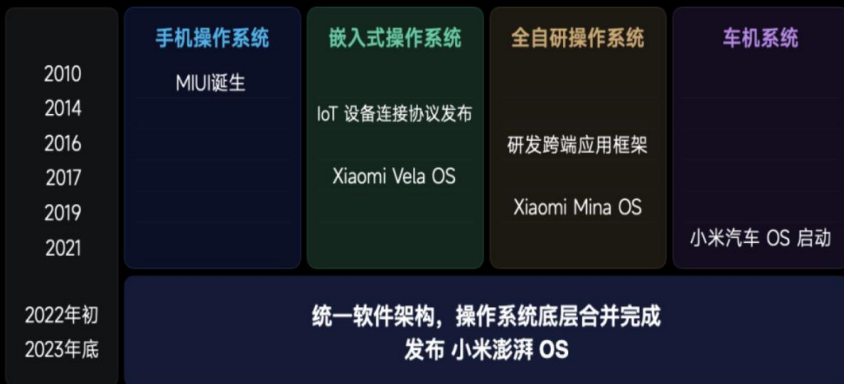 手机操作系统 嵌入式操作系统 全自研操作系统 车机系统
2010 MIUI诞生
2014 IoT 设备连接协议发布
2016 研发跨端应用框架
2017 Xiaomi Vela OS
2019 Xiaomi Mina OS
2021 小米汽车 OS 启动
2022年初 统一软件架构，操作系统底层合并完成
2023年底 发布 小米澎湃 OS